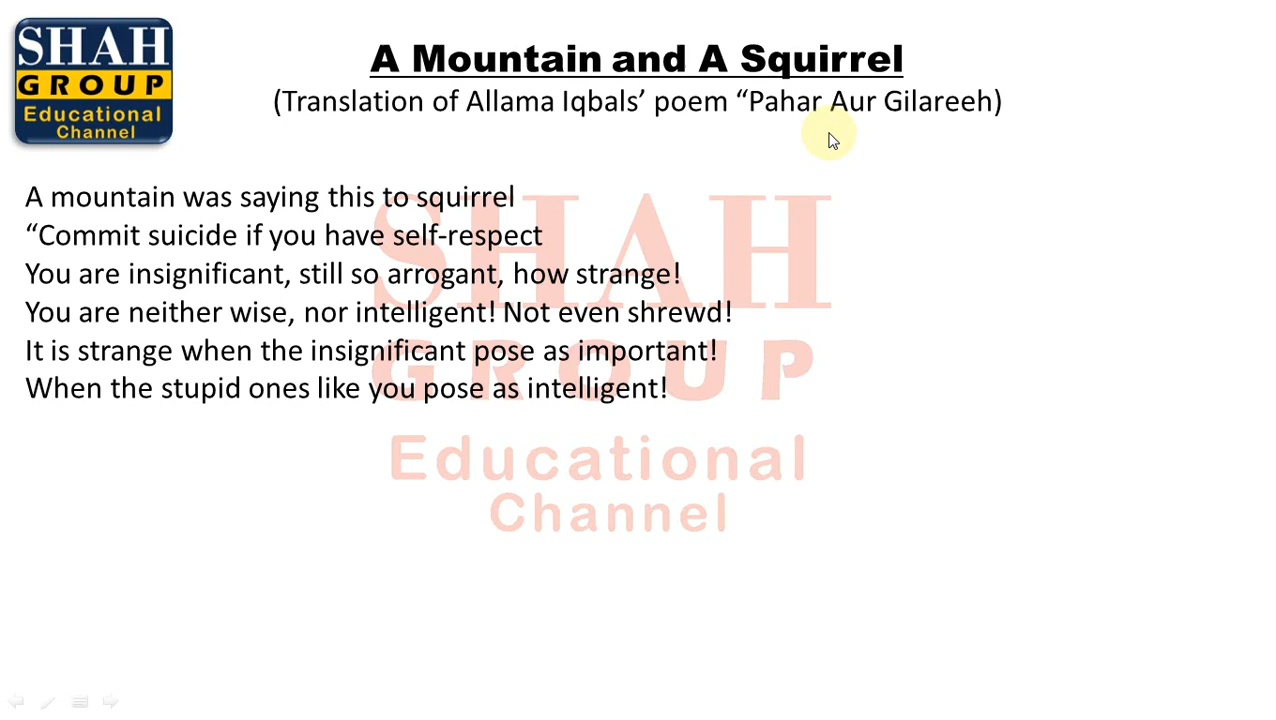 SHAH
GROUP
Educational
Channel
A Mountain and A Squirrel
(Translation of Allama Iqbals’ poem “Pahar Aur Gilareeh)
A mountain was saying this to squirrel
“Commit suicide if you have self-respect
You are insignificant, still so arrogant, how strange!
You are neither wise, nor intelligent! Not even shrewd!
It is strange when the insignificant pose as important!
When the stupid ones like you pose as intelligent!
SHAH
GROUP
Educational
Channel